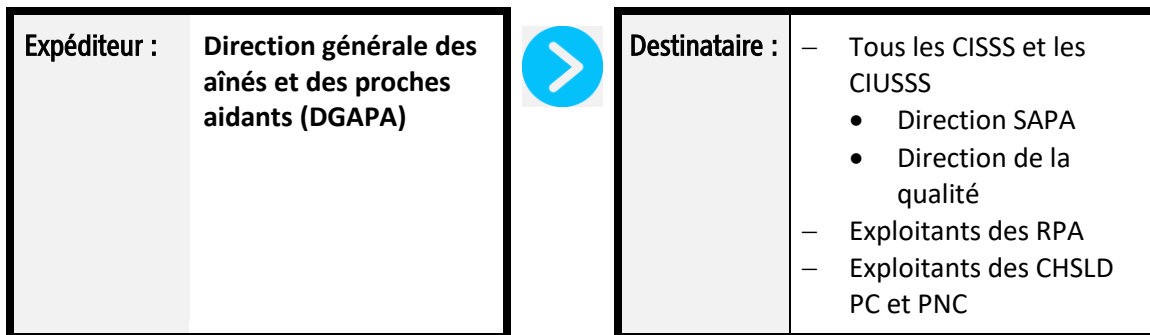 Expéditeur :
Direction générale des
aînés et des proches
aidants (DGAPA)
Destinataire :
– Tous les CISSS et les
CIUSSS
• Direction SAPA
• Direction de la
qualité
– Exploitants des RPA
– Exploitants des CHSLD
PC et PNC